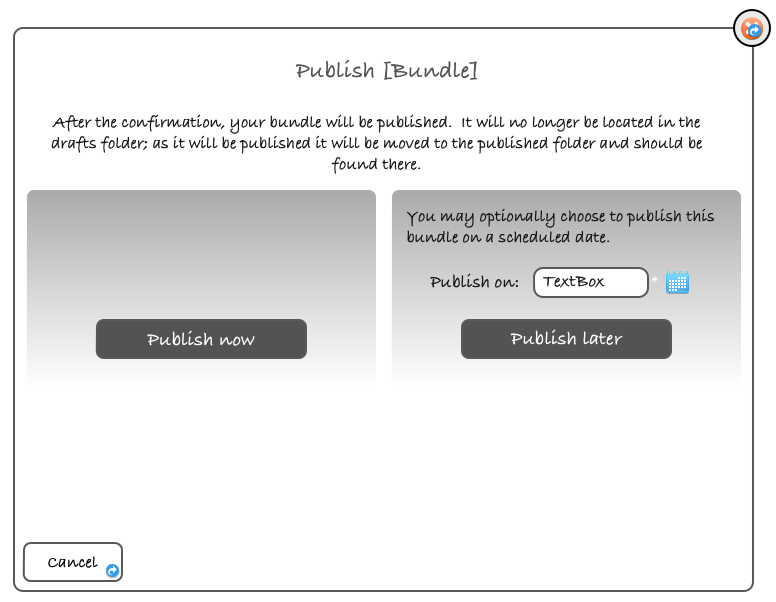 Publish [Bundle]
After the confirmation, your bundle will be published.  It will no longer be located in the
drafts folder; as it will be published it will be moved to the published folder and should be
found there.
You may optionally choose to publish this
bundle on a scheduled date.
Publish on:
TextBox
Publish now
Publish later
Cancel